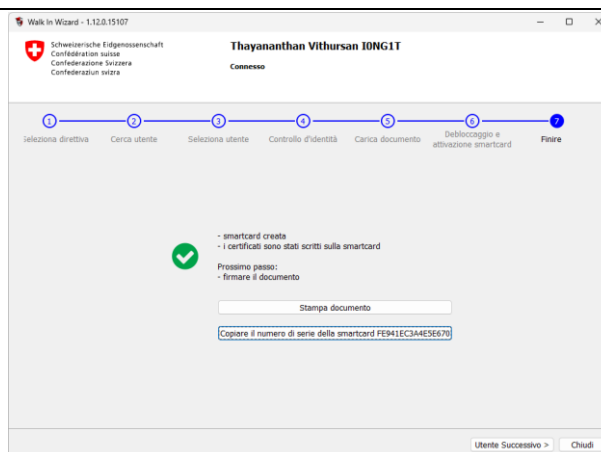 Walk In Wizard - 1.12.0.15107
Schweizerische Eidgenossenschaft
Confédération suisse
Confederazione Svizzera
Confederaziun svizra
Thayananthan Vithursan I0NG1T
Connesso
1 2 3 4 5 6 7
Seleziona direttiva
Cerca utente
Seleziona utente
Controllo d'identità
Carica documento
Debloccaggio e
attivazione smartcard
Finire
- smartcard creata
- i certificati sono stati scritti sulla smartcard
Prossimo passo:
- firmare il documento
Stampa documento
Copiare il numero di serie della smartcard FE941EC3A4E5E670
Utente Successivo >
Chiudi